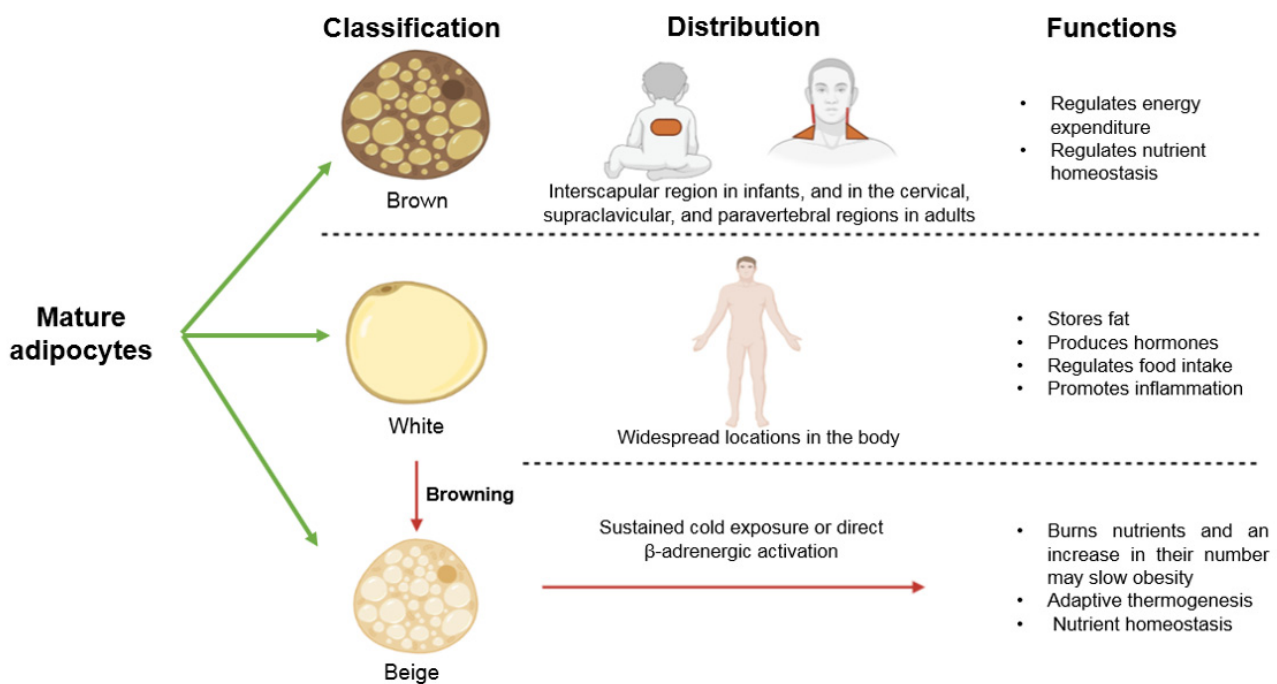 Classification
Distribution
Functions
Brown
Interscapular region in infants, and in the cervical,
supraclavicular, and paravertebral regions in adults
• Regulates energy
expenditure
• Regulates nutrient
homeostasis
Mature
adipocytes
White
Widespread locations in the body
• Stores fat
• Produces hormones
• Regulates food intake
• Promotes inflammation
Browning
Beige
Sustained cold exposure or direct
β-adrenergic activation
• Burns nutrients and an
increase in their number
may slow obesity
• Adaptive thermogenesis
• Nutrient homeostasis